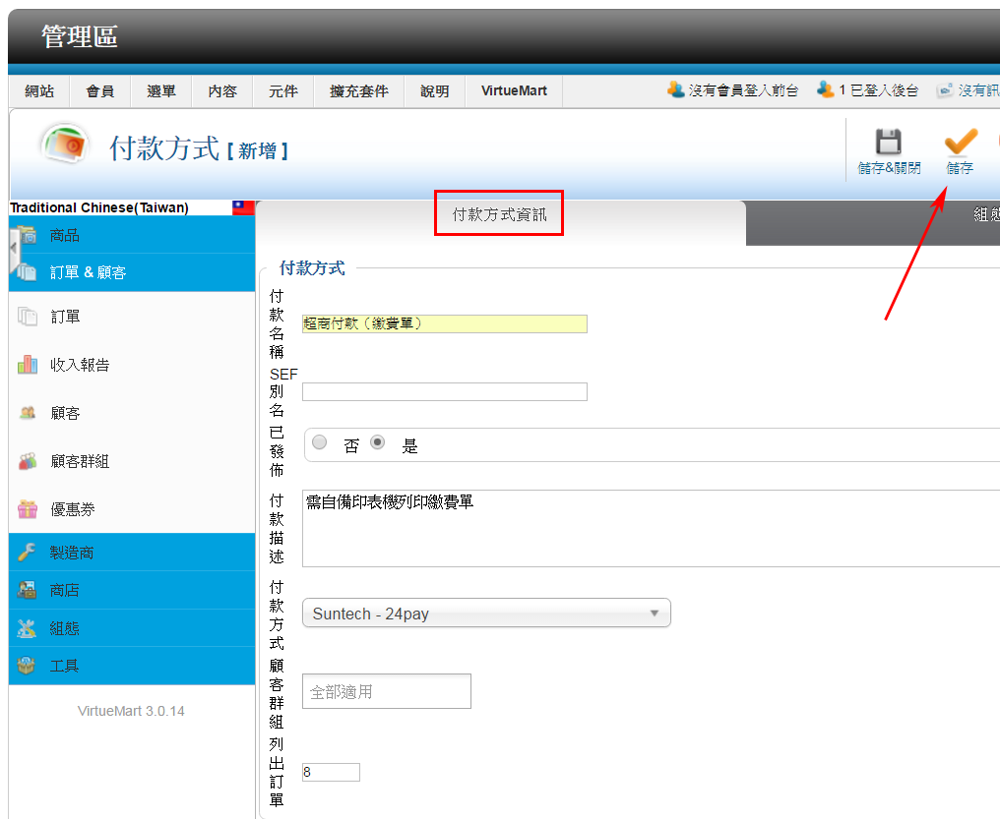 管理區
網站 會員 選單 內容 元件 擴充套件 說明 VirtueMart 沒有會員登入前台 1 已登入後台 沒有訊
付款方式 [ 新增 ]
儲存&關閉 儲存
Traditional Chinese(Taiwan)
付款方式資訊 組態
商品
訂單 & 顧客
訂單
收入報告
顧客
顧客群組
優惠券
製造商
商店
組態
工具
VirtueMart 3.0.14
付款方式
付款名稱 超商付款（繳費單）
SEF別名
已發佈 否 是
付款描述 需自備印表機列印繳費單
付款方式 Suntech - 24pay
顧客群組 全部適用
列出訂單 8